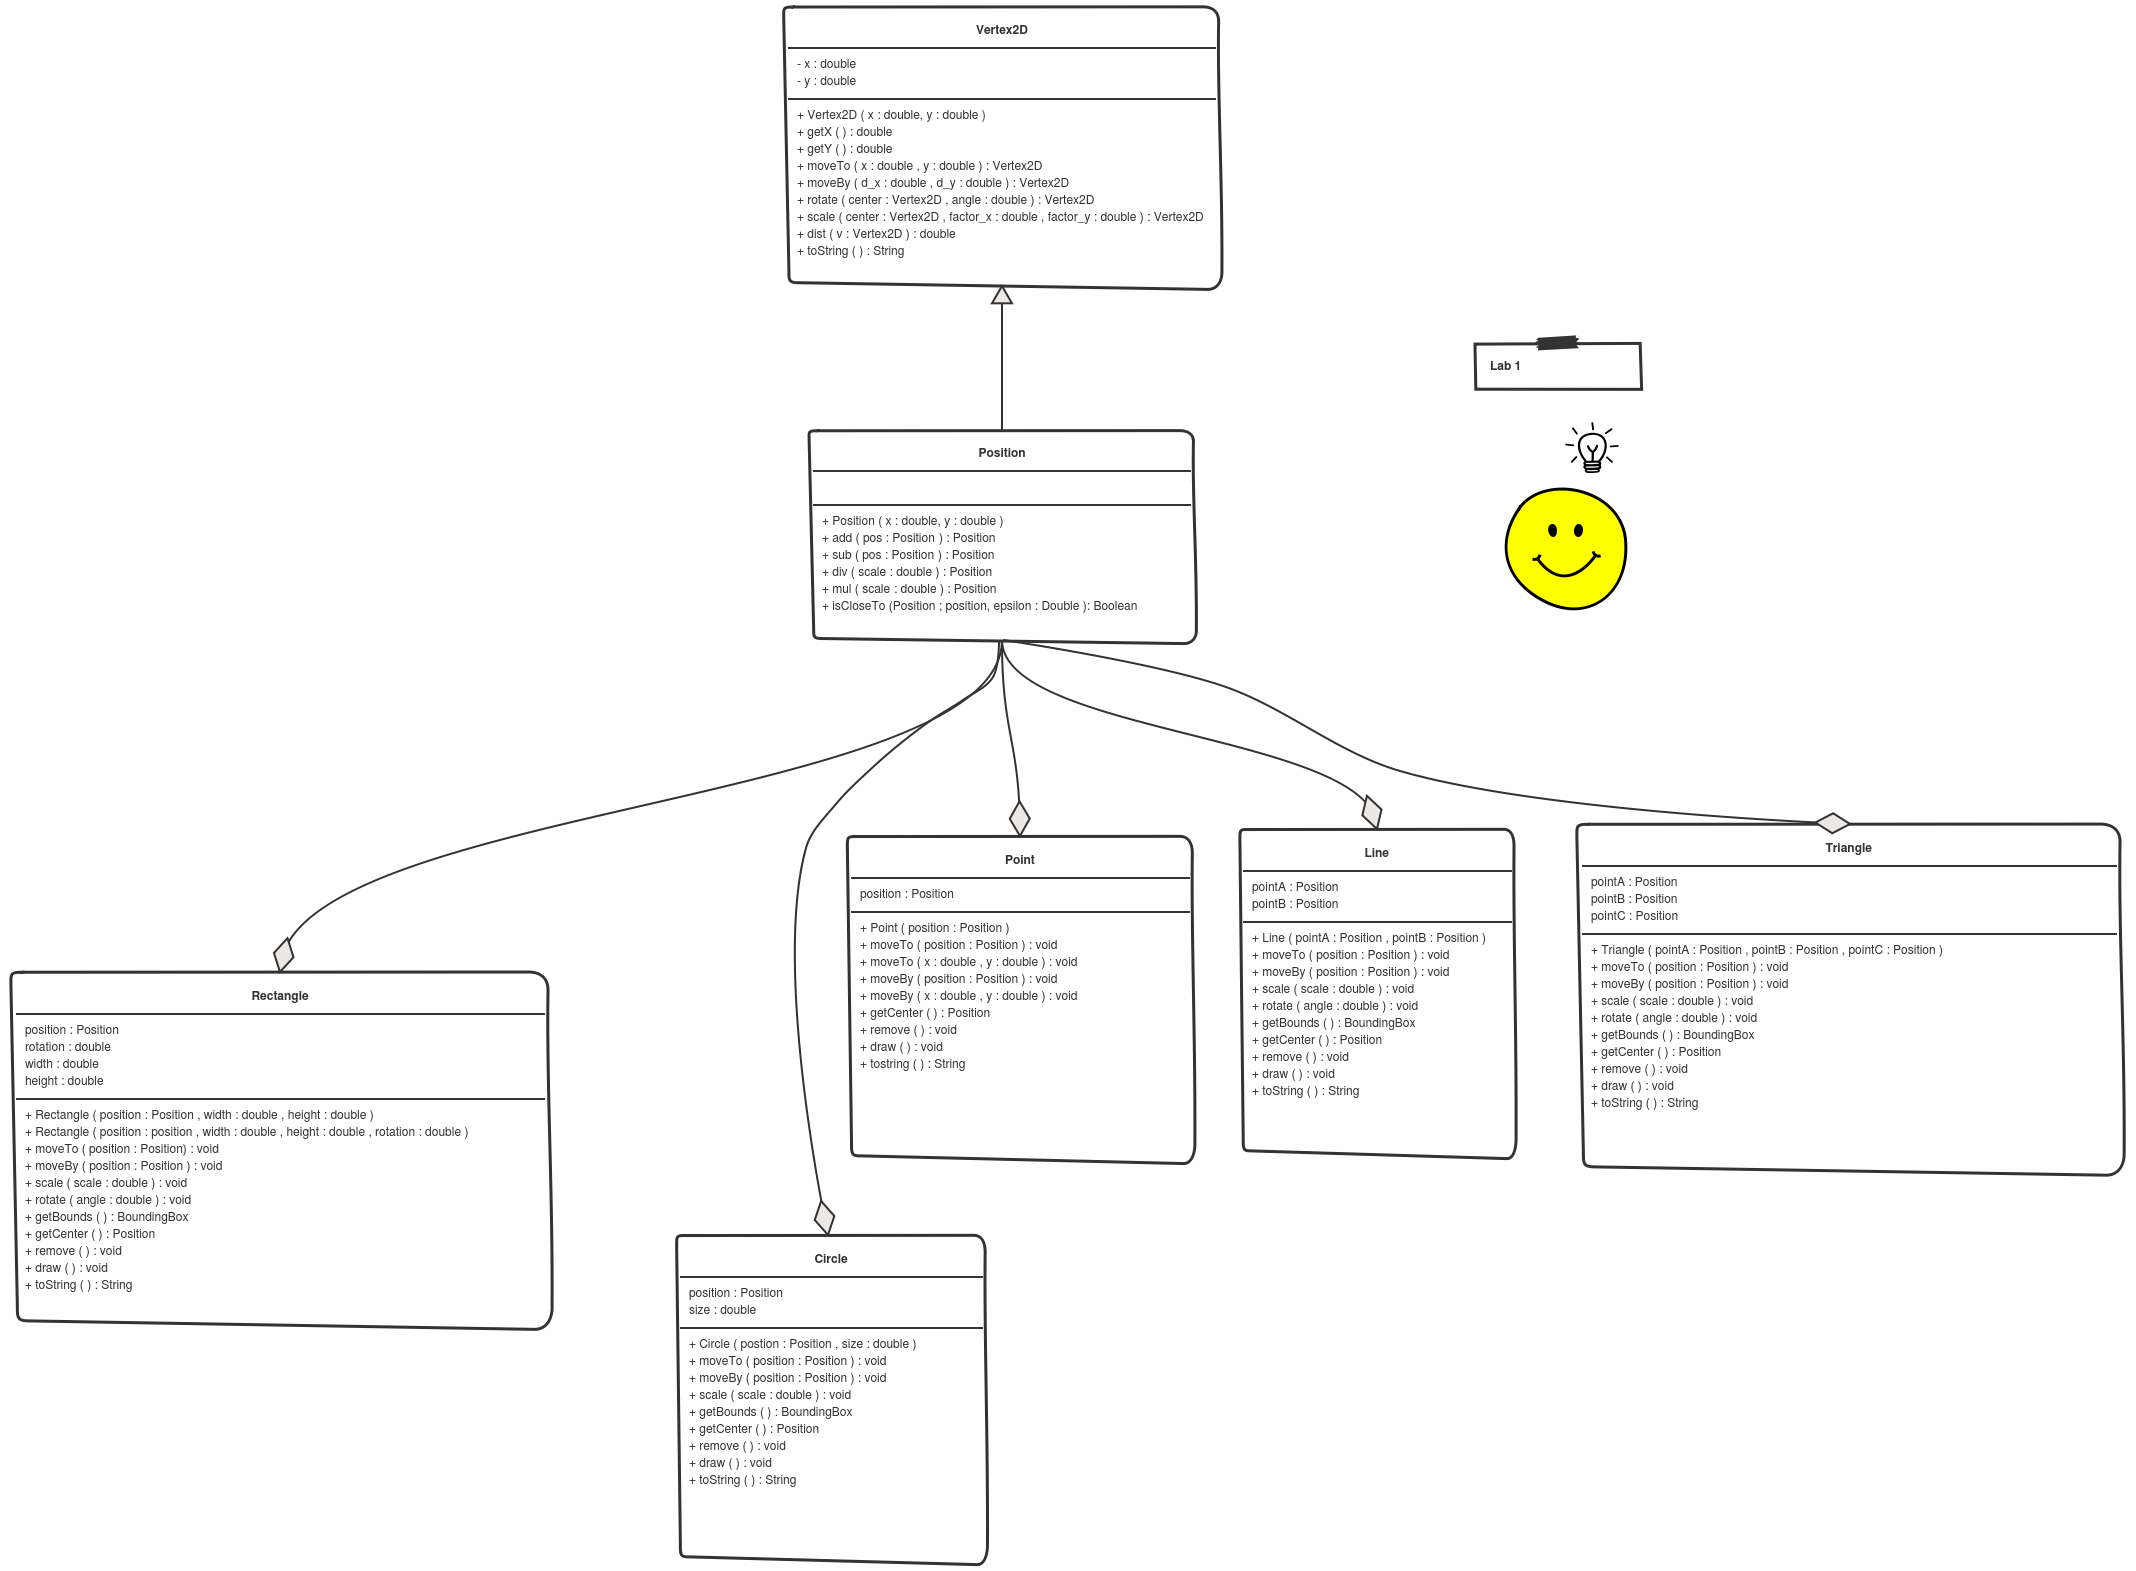 Vertex2D
- x : double
- y : double
+ Vertex2D ( x : double, y : double )
+ getX ( ) : double
+ getY ( ) : double
+ moveTo ( x : double , y : double ) : Vertex2D
+ moveBy ( d_x : double , d_y : double ) : Vertex2D
+ rotate ( center : Vertex2D , angle : double ) : Vertex2D
+ scale ( center : Vertex2D , factor_x : double , factor_y : double ) : Vertex2D
+ dist ( v : Vertex2D ) : double
+ toString ( ) : String
Lab 1
Position
+ Position ( x : double, y : double )
+ add ( pos : Position ) : Position
+ sub ( pos : Position ) : Position
+ div ( scale : double ) : Position
+ mul ( scale : double ) : Position
+ isCloseTo (Position ; position, epsilon : Double ): Boolean
Rectangle
position : Position
rotation : double
width : double
height : double
+ Rectangle ( position : Position , width : double , height : double )
+ Rectangle ( position : position , width : double , height : double , rotation : double )
+ moveTo ( position : Position) : void
+ moveBy ( position : Position ) : void
+ scale ( scale : double ) : void
+ rotate ( angle : double ) : void
+ getBounds ( ) : BoundingBox
+ getCenter ( ) : Position
+ remove ( ) : void
+ draw ( ) : void
+ toString ( ) : String
Point
position : Position
+ Point ( position : Position )
+ moveTo ( position : Position ) : void
+ moveTo ( x : double , y : double ) : void
+ moveBy ( position : Position ) : void
+ moveBy ( x : double , y : double ) : void
+ getCenter ( ) : Position
+ remove ( ) : void
+ draw ( ) : void
+ tostring ( ) : String
Line
pointA : Position
pointB : Position
+ Line ( pointA : Position , pointB : Position )
+ moveTo ( position : Position ) : void
+ moveBy ( position : Position ) : void
+ scale ( scale : double ) : void
+ rotate ( angle : double ) : void
+ getBounds ( ) : BoundingBox
+ getCenter ( ) : Position
+ remove ( ) : void
+ draw ( ) : void
+ toString ( ) : String
Triangle
pointA : Position
pointB : Position
pointC : Position
+ Triangle ( pointA : Position , pointB : Position , pointC : Position )
+ moveTo ( position : Position ) : void
+ moveBy ( position : Position ) : void
+ scale ( scale : double ) : void
+ rotate ( angle : double ) : void
+ getBounds ( ) : BoundingBox
+ getCenter ( ) : Position
+ remove ( ) : void
+ draw ( ) : void
+ toString ( ) : String
Circle
position : Position
size : double
+ Circle ( postion : Position , size : double )
+ moveTo ( position : Position ) : void
+ moveBy ( position : Position ) : void
+ scale ( scale : double ) : void
+ getBounds ( ) : BoundingBox
+ getCenter ( ) : Position
+ remove ( ) : void
+ draw ( ) : void
+ toString ( ) : String